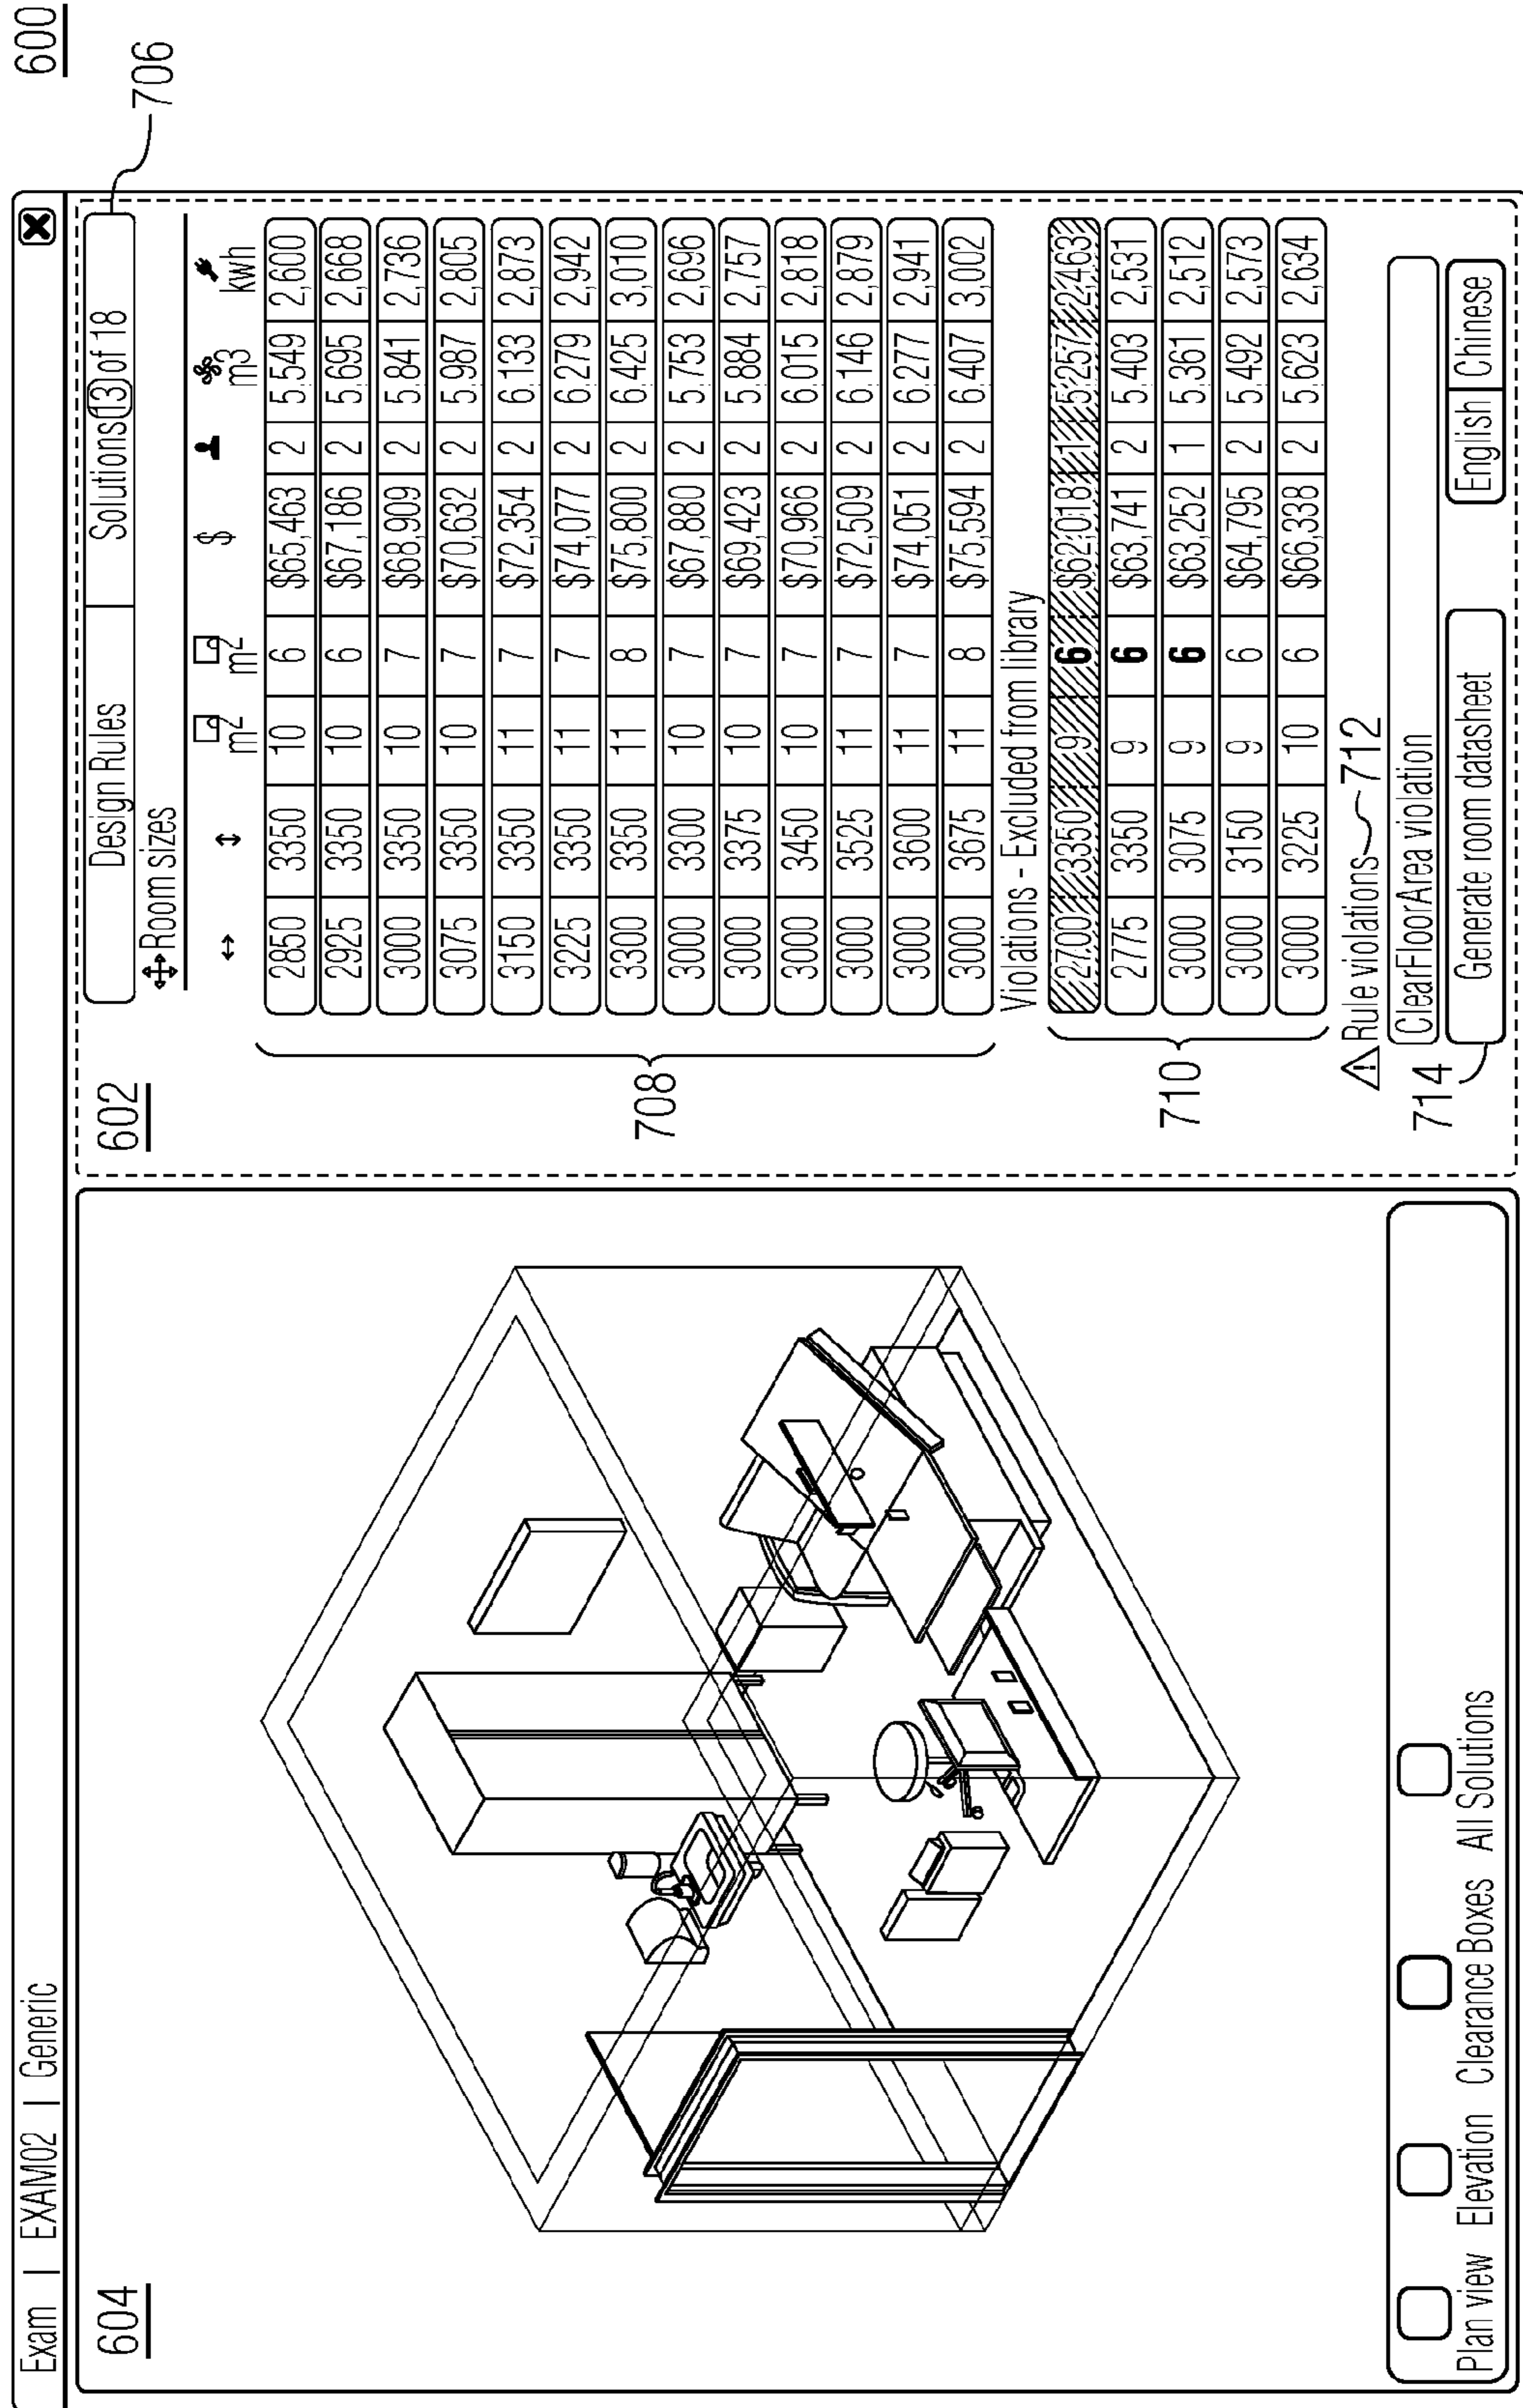 600
Exam | EXAM02 | Generic
604
602
Design Rules Solutions 13 of 18
706
Room sizes
$
m² m² m3 kwh
2850 3350 10 6 $65,463 2 5.549 2,600
2925 3350 10 6 $67,186 2 5.695 2,668
3000 3350 10 7 $68,909 2 5.841 2,736
3075 3350 10 7 $70,632 2 5.987 2,805
3150 3350 11 7 $72,354 2 6.133 2,873
3225 3350 11 7 $74,077 2 6.279 2,942
3300 3350 11 8 $75,800 2 6.425 3,010
3000 3300 10 7 $67,880 2 5.753 2,696
3000 3375 10 7 $69,423 2 5.884 2,757
3000 3450 10 7 $70,966 2 6.015 2,818
3000 3525 11 7 $72,509 2 6.146 2,879
3000 3600 11 7 $74,051 2 6.277 2,941
3000 3675 11 8 $75,594 2 6.407 3,002
708
Violations - Excluded from library
2700 3350 9 6 $62,018 1 5.257 2,463
2775 3350 9 6 $63,741 2 5.403 2,531
3000 3075 9 6 $63,252 1 5.361 2,512
3000 3150 9 6 $64,795 2 5.492 2,573
3000 3225 10 6 $66,338 2 5.623 2,634
710
Rule violations 712
ClearFloorArea violation
714
Generate room datasheet English Chinese
Plan view Elevation Clearance Boxes All Solutions